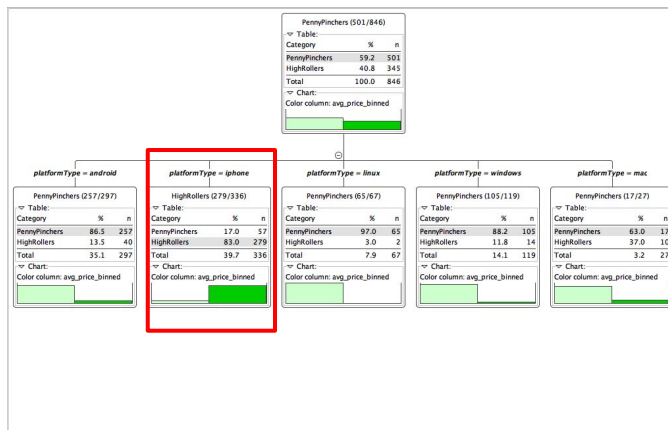 PennyPinchers (501/846)
Table:
Category % n
PennyPinchers 59.2 501
HighRollers 40.8 345
Total 100.0 846
Chart:
Color column: avg_price_binned
platformType = android
PennyPinchers (257/297)
Table:
Category % n
PennyPinchers 86.5 257
HighRollers 13.5 40
Total 35.1 297
Chart:
Color column: avg_price_binned
platformType = iphone
HighRollers (279/336)
Table:
Category % n
PennyPinchers 17.0 57
HighRollers 83.0 279
Total 39.7 336
Chart:
Color column: avg_price_binned
platformType = linux
PennyPinchers (65/67)
Table:
Category % n
PennyPinchers 97.0 65
HighRollers 3.0 2
Total 7.9 67
Chart:
Color column: avg_price_binned
platformType = windows
PennyPinchers (105/119)
Table:
Category % n
PennyPinchers 88.2 105
HighRollers 11.8 14
Total 14.1 119
Chart:
Color column: avg_price_binned
platformType = mac
PennyPinchers (17/27)
Table:
Category % n
PennyPinchers 63.0 17
HighRollers 37.0 10
Total 3.2 27
Chart:
Color column: avg_price_binned